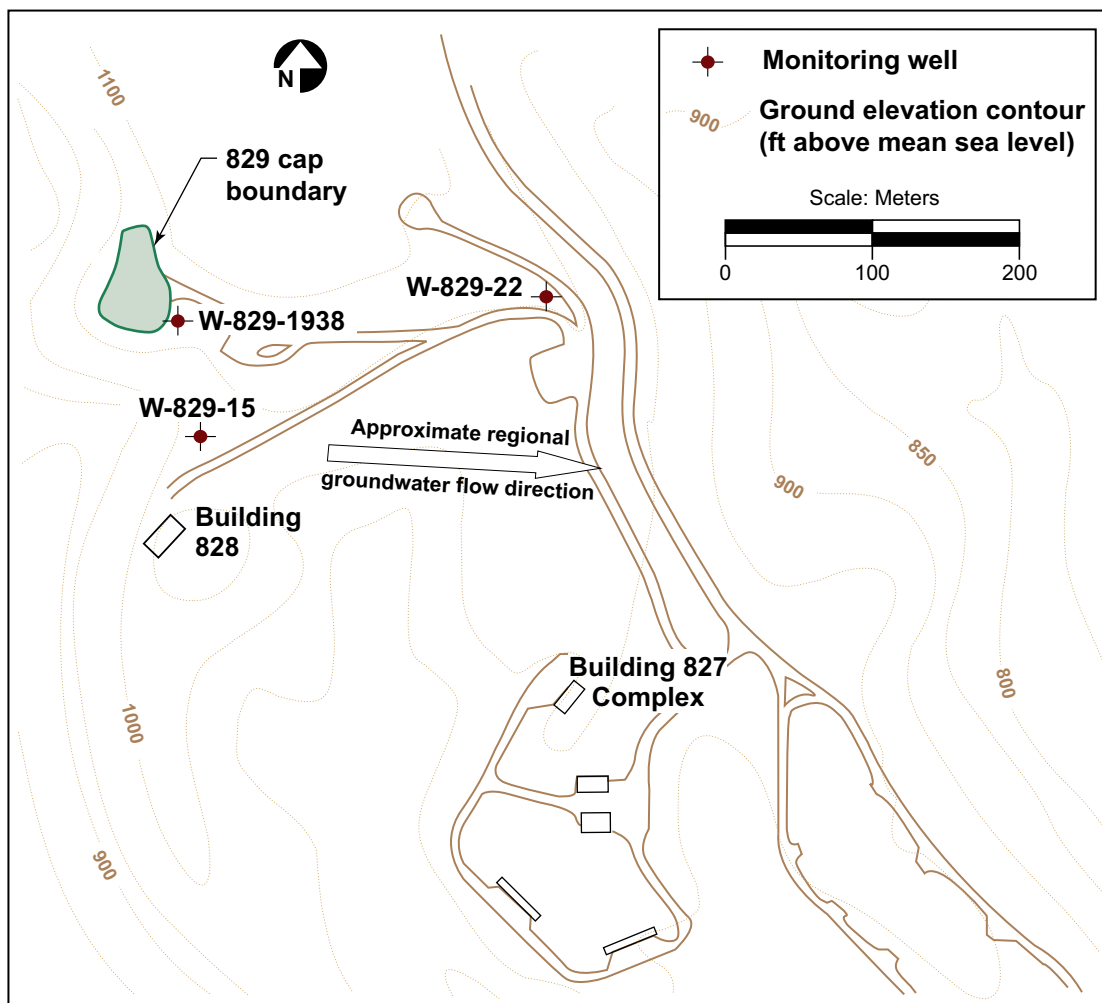 1100
N
829 cap
boundary
Monitoring well
900
Ground elevation contour
(ft above mean sea level)
Scale: Meters
0 100 200
W-829-22
W-829-1938
W-829-15
Approximate regional
groundwater flow direction
850
900
Building
828
Building 827
Complex
800
1000
900